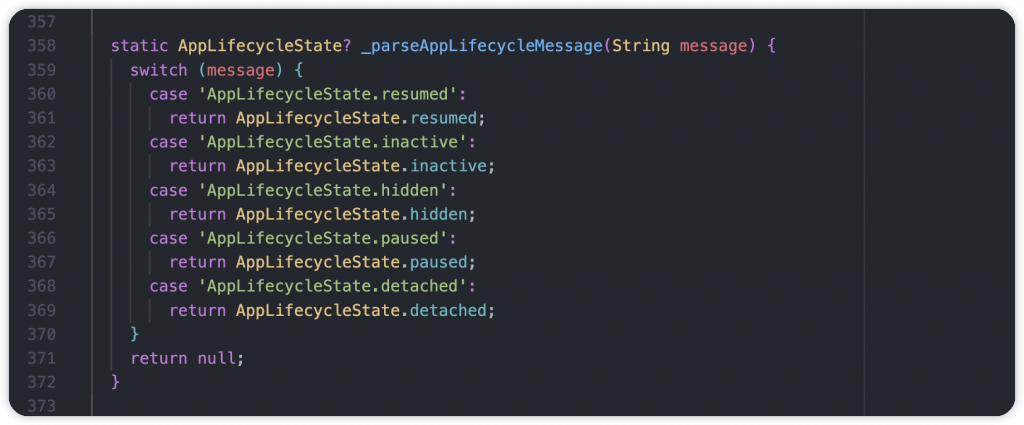 357
358 static AppLifecycleState? _parseAppLifecycleMessage(String message) {
359 switch (message) {
360 case 'AppLifecycleState.resumed':
361 return AppLifecycleState.resumed;
362 case 'AppLifecycleState.inactive':
363 return AppLifecycleState.inactive;
364 case 'AppLifecycleState.hidden':
365 return AppLifecycleState.hidden;
366 case 'AppLifecycleState.paused':
367 return AppLifecycleState.paused;
368 case 'AppLifecycleState.detached':
369 return AppLifecycleState.detached;
370 }
371 return null;
372 }
373